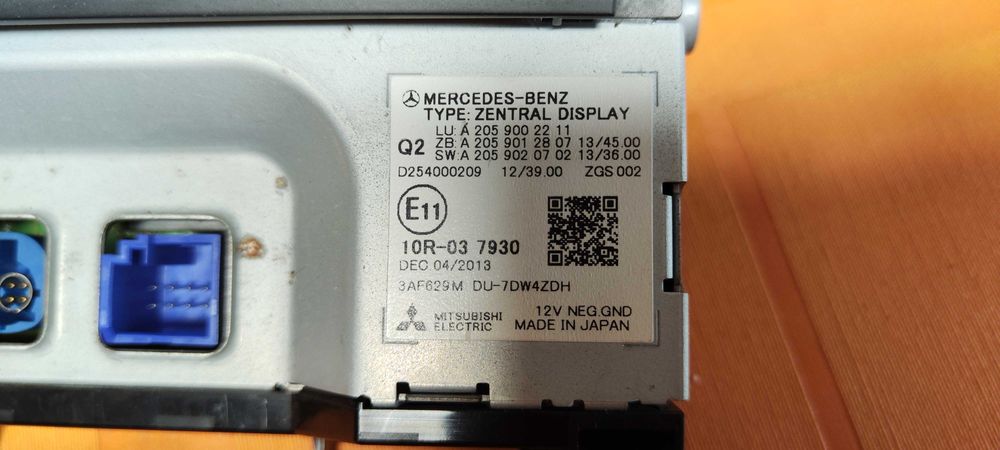 MERCEDES-BENZ
TYPE: ZENTRAL DISPLAY
LU: A 205 900 22 11
Q2 ZB: A 205 901 28 07 13/45.00
SW: A 205 902 07 02 13/36.00
D254000209 12/39.00 ZGS 002
E11
10R-03 7930
DEC 04/2013
3AF629M DU-7DW4ZDH
MITSUBISHI ELECTRIC
12V NEG.GND
MADE IN JAPAN